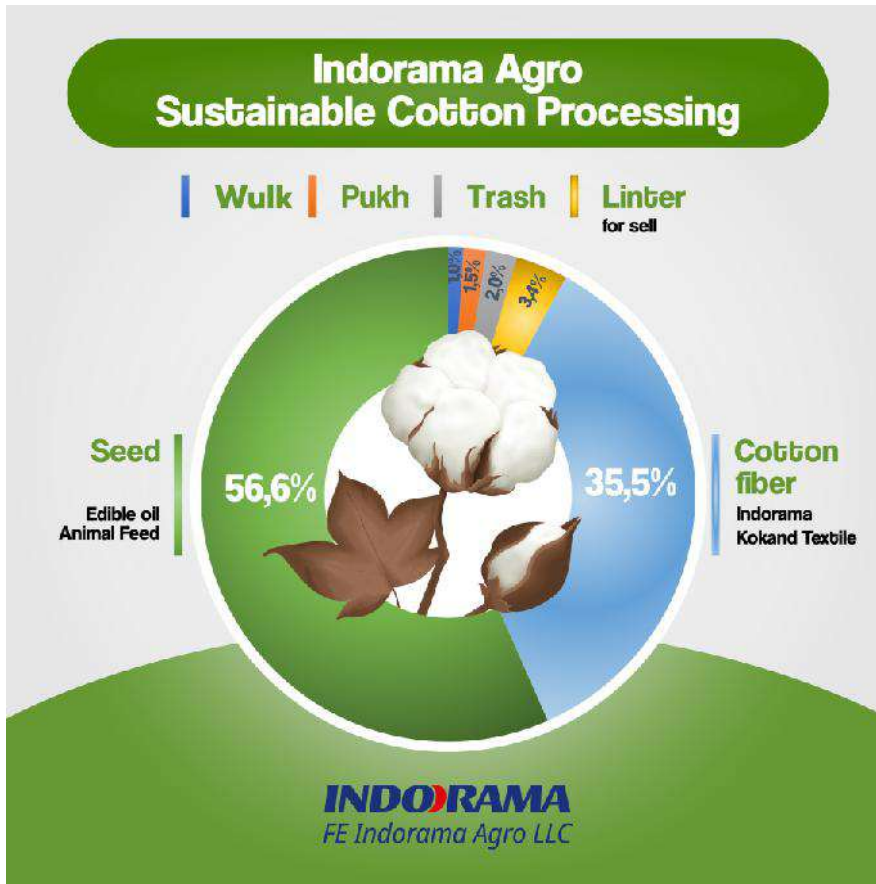 Indorama Agro
Sustainable Cotton Processing
Wulk
Pukh
Trash
Linter
for sell
1,0%
1,5%
2,0%
3,4%
Seed
Edible oil
Animal Feed
56,6%
35,5%
Cotton
fiber
Indorama
Kokand Textile
INDORAMA
FE Indorama Agro LLC